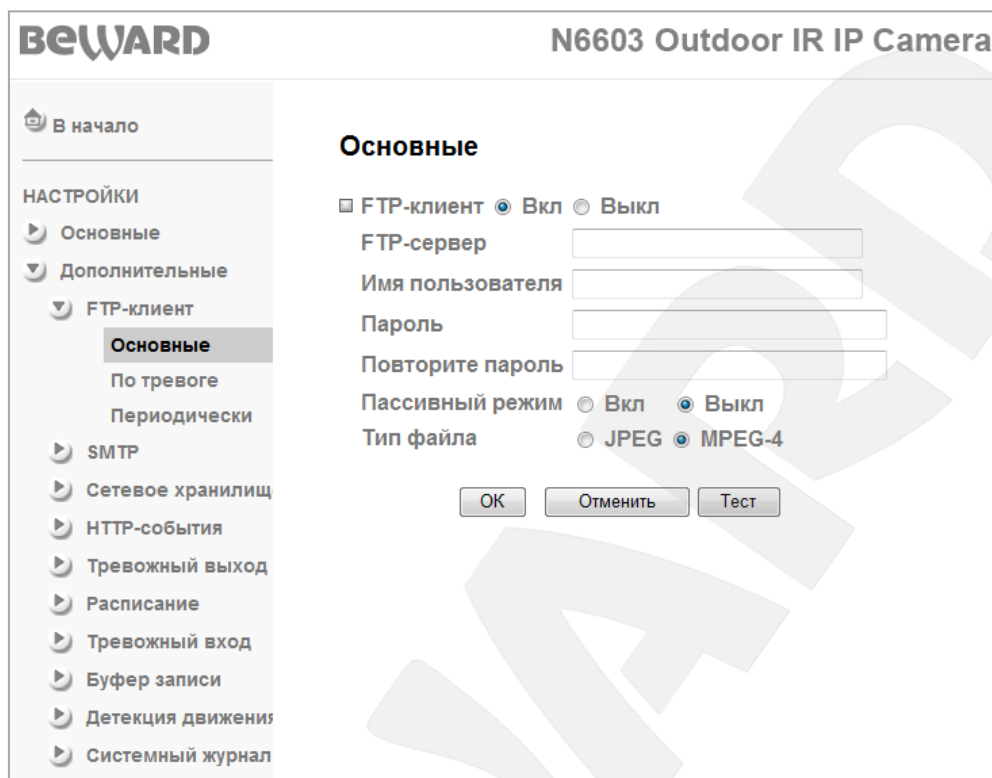 BEWARD
N6603 Outdoor IR IP Camera
В начало
НАСТРОЙКИ
Основные
Дополнительные
FTP-клиент
Основные
По тревоге
Периодически
SMTP
Сетевое хранилищ
HTTP-события
Тревожный выход
Расписание
Тревожный вход
Буфер записи
Детекция движения
Системный журнал
Основные
FTP-клиент Вкл Выкл
FTP-сервер
Имя пользователя
Пароль
Повторите пароль
Пассивный режим Вкл Выкл
Тип файла JPEG MPEG-4
OK Отменить Тест